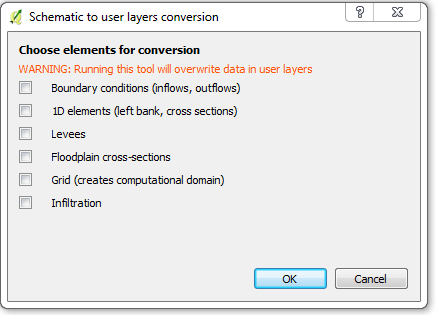 Schematic to user layers conversion
?
Choose elements for conversion
WARNING: Running this tool will overwrite data in user layers
Boundary conditions (inflows, outflows)
1D elements (left bank, cross sections)
Levees
Floodplain cross-sections
Grid (creates computational domain)
Infiltration
OK
Cancel